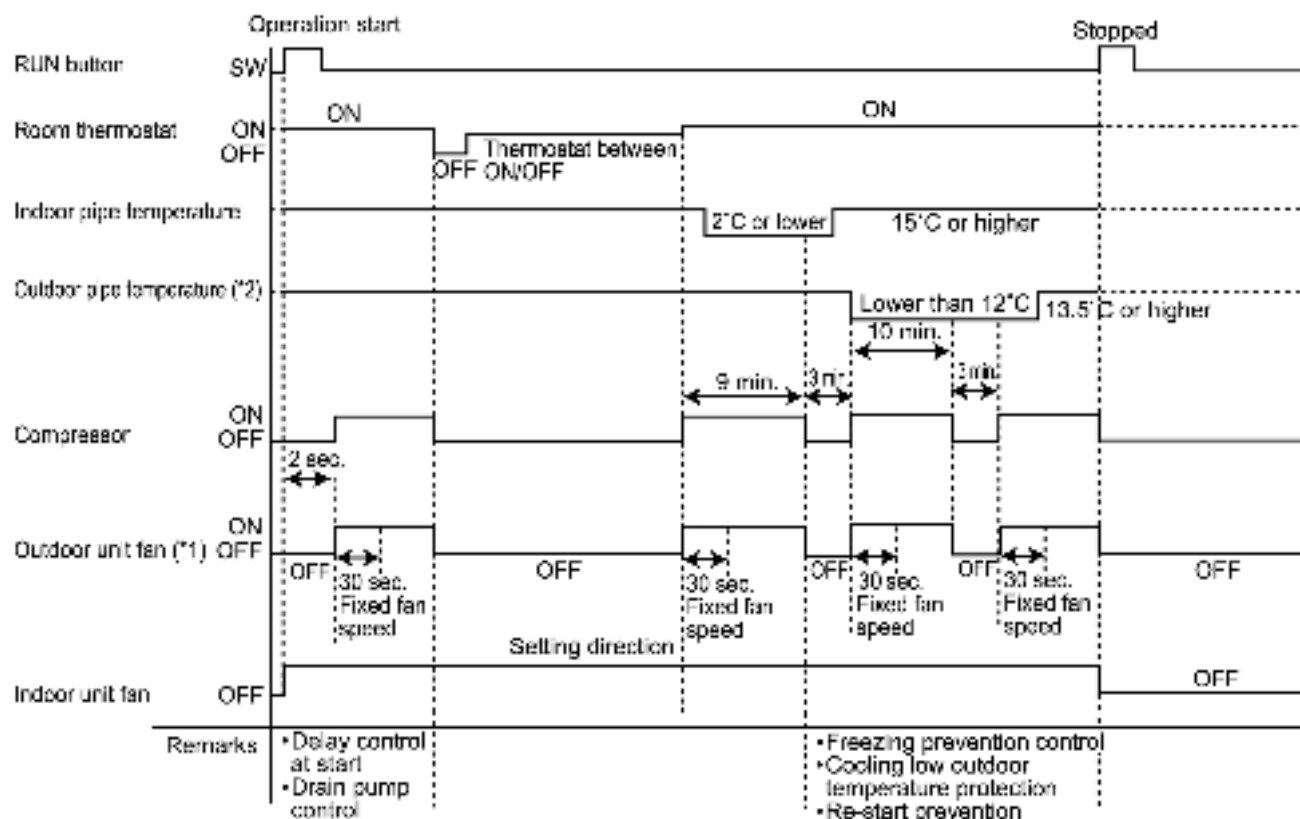 Operation start
Stopped
RUN button SW
ON
ON
Room thermostat ON
OFF
OFF
Thermostat between
ON/OFF
Indoor pipe temperature
2°C or lower
15°C or higher
Outdoor pipe temperature (*2)
Lower than 12°C
13.5°C or higher
10 min.
9 min.
3 min.
3 min.
Compressor ON
OFF
2 sec.
Outdoor unit fan (*1) ON
OFF
OFF
OFF
OFF
OFF
OFF
30 sec.
Fixed fan
speed
30 sec.
Fixed fan
speed
30 sec.
Fixed fan
speed
30 sec.
Fixed fan
speed
Setting direction
Indoor unit fan OFF
OFF
Remarks
•Delay control
at start
•Drain pump
control
•Freezing prevention control
•Cooling low outdoor
temperature protection
•Re-start prevention